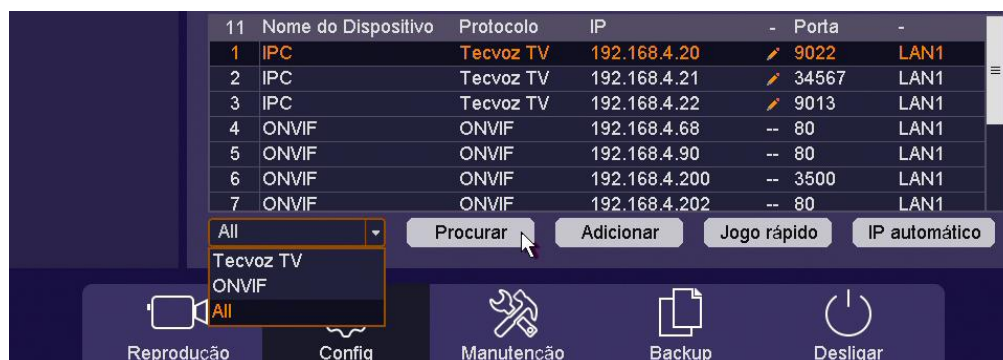 11 Nome do Dispositivo Protocolo IP - Porta -
1 IPC Tecvoz TV 192.168.4.20 9022 LAN1
2 IPC Tecvoz TV 192.168.4.21 34567 LAN1
3 IPC Tecvoz TV 192.168.4.22 9013 LAN1
4 ONVIF ONVIF 192.168.4.68 -- 80 LAN1
5 ONVIF ONVIF 192.168.4.90 -- 80 LAN1
6 ONVIF ONVIF 192.168.4.200 -- 3500 LAN1
7 ONVIF ONVIF 192.168.4.202 -- 80 LAN1
All Procurar Adicionar Jogo rápido IP automático
Tecvoz TV
ONVIF
All
Reprodução Config Manutenção Backup Desligar